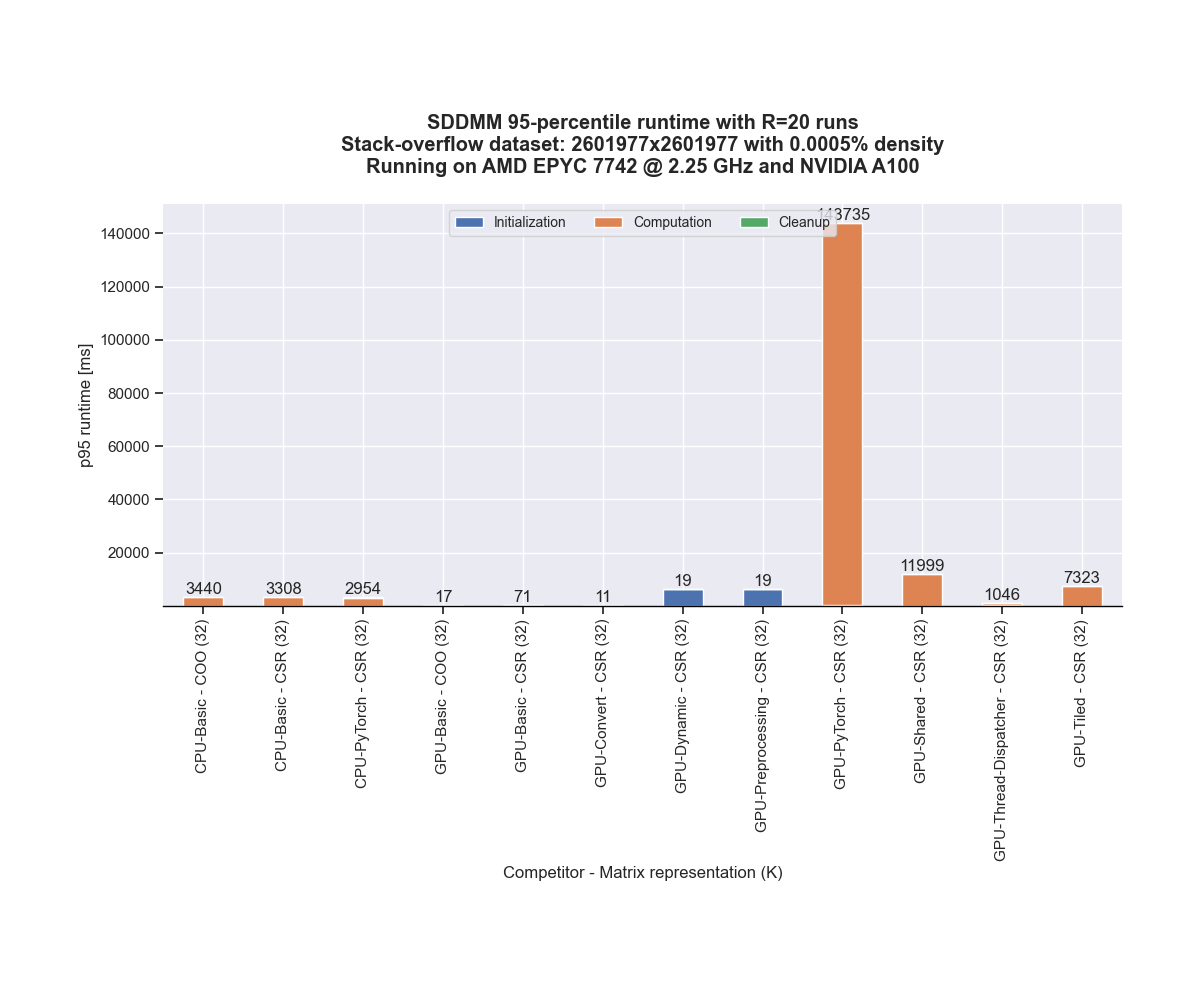 SDDMM 95-percentile runtime with R=20 runs
Stack-overflow dataset: 2601977x2601977 with 0.0005% density
Running on AMD EPYC 7742 @ 2.25 GHz and NVIDIA A100
Initialization Computation Cleanup
143735
140000
120000
100000
80000
60000
40000
20000
p95 runtime [ms]
3440
3308
2954
17
71
11
19
19
11999
1046
7323
CPU-Basic - COO (32)
CPU-Basic - CSR (32)
CPU-PyTorch - CSR (32)
GPU-Basic - COO (32)
GPU-Basic - CSR (32)
GPU-Convert - CSR (32)
GPU-Dynamic - CSR (32)
GPU-Preprocessing - CSR (32)
GPU-PyTorch - CSR (32)
GPU-Shared - CSR (32)
GPU-Thread-Dispatcher - CSR (32)
GPU-Tiled - CSR (32)
Competitor - Matrix representation (K)